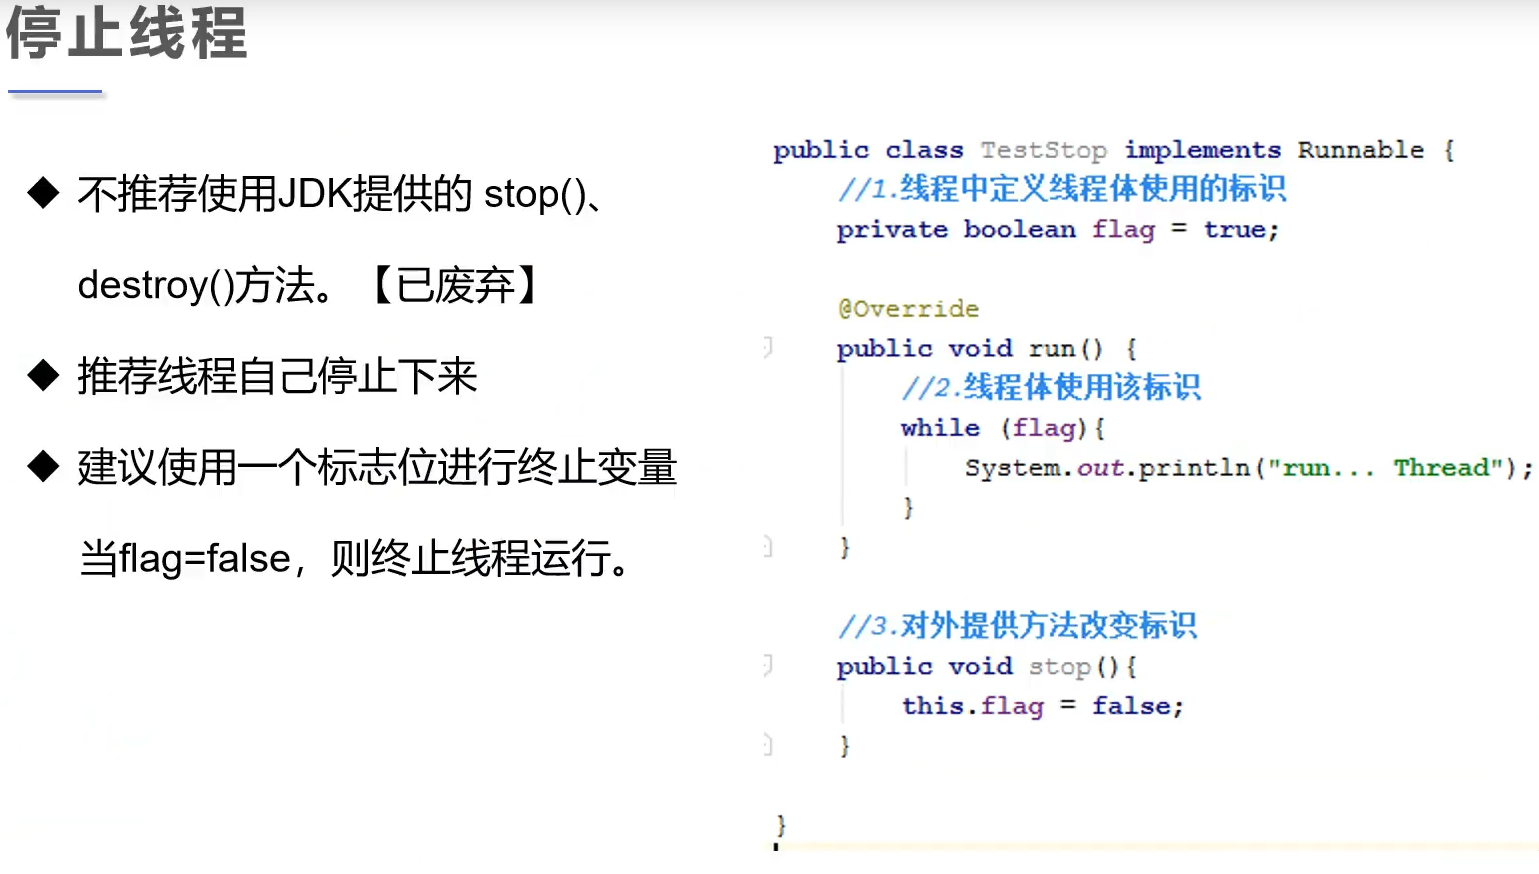 停止线程
◆ 不推荐使用JDK提供的 stop()、
destroy()方法。【已废弃】
◆ 推荐线程自己停止下来
◆ 建议使用一个标志位进行终止变量
当flag=false，则终止线程运行。
public class TestStop implements Runnable {
//1.线程中定义线程体使用的标识
private boolean flag = true;
@Override
public void run() {
//2.线程体使用该标识
while (flag){
System.out.println("run... Thread");
}
}
//3.对外提供方法改变标识
public void stop(){
this.flag = false;
}
}